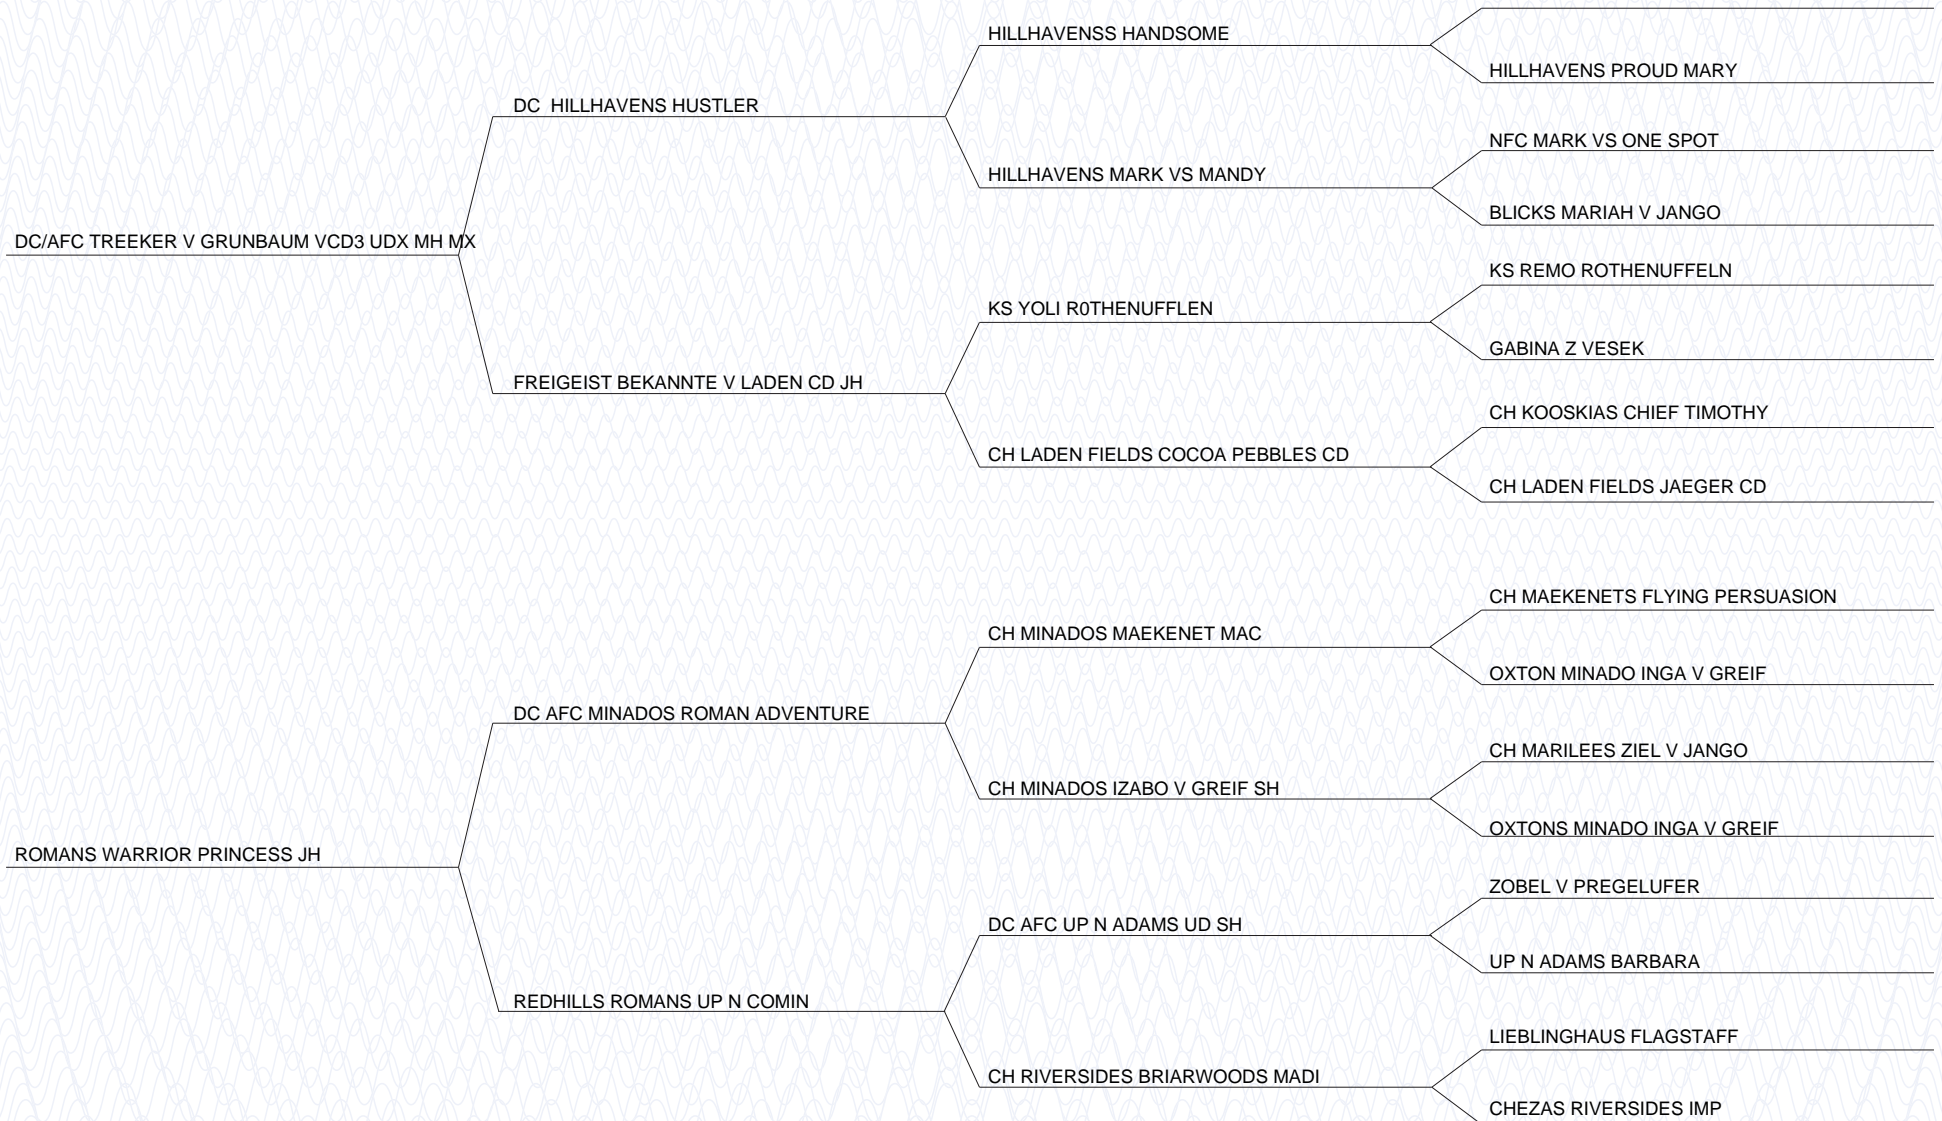 HILLHAVENSS HANDSOME
HILLHAVENS PROUD MARY
DC  HILLHAVENS HUSTLER
NFC MARK VS ONE SPOT
HILLHAVENS MARK VS MANDY
BLICKS MARIAH V JANGO
DC/AFC TREEKER V GRUNBAUM VCD3 UDX MH MX
KS REMO ROTHENUFFELN
KS YOLI R0THENUFFLEN
GABINA Z VESEK
FREIGEIST BEKANNTE V LADEN CD JH
CH KOOSKIAS CHIEF TIMOTHY
CH LADEN FIELDS COCOA PEBBLES CD
CH LADEN FIELDS JAEGER CD
CH MAEKENETS FLYING PERSUASION
CH MINADOS MAEKENET MAC
OXTON MINADO INGA V GREIF
DC AFC MINADOS ROMAN ADVENTURE
CH MARILEES ZIEL V JANGO
CH MINADOS IZABO V GREIF SH
OXTONS MINADO INGA V GREIF
ROMANS WARRIOR PRINCESS JH
ZOBEL V PREGELUFER
DC AFC UP N ADAMS UD SH
UP N ADAMS BARBARA
REDHILLS ROMANS UP N COMIN
LIEBLINGHAUS FLAGSTAFF
CH RIVERSIDES BRIARWOODS MADI
CHEZAS RIVERSIDES IMP